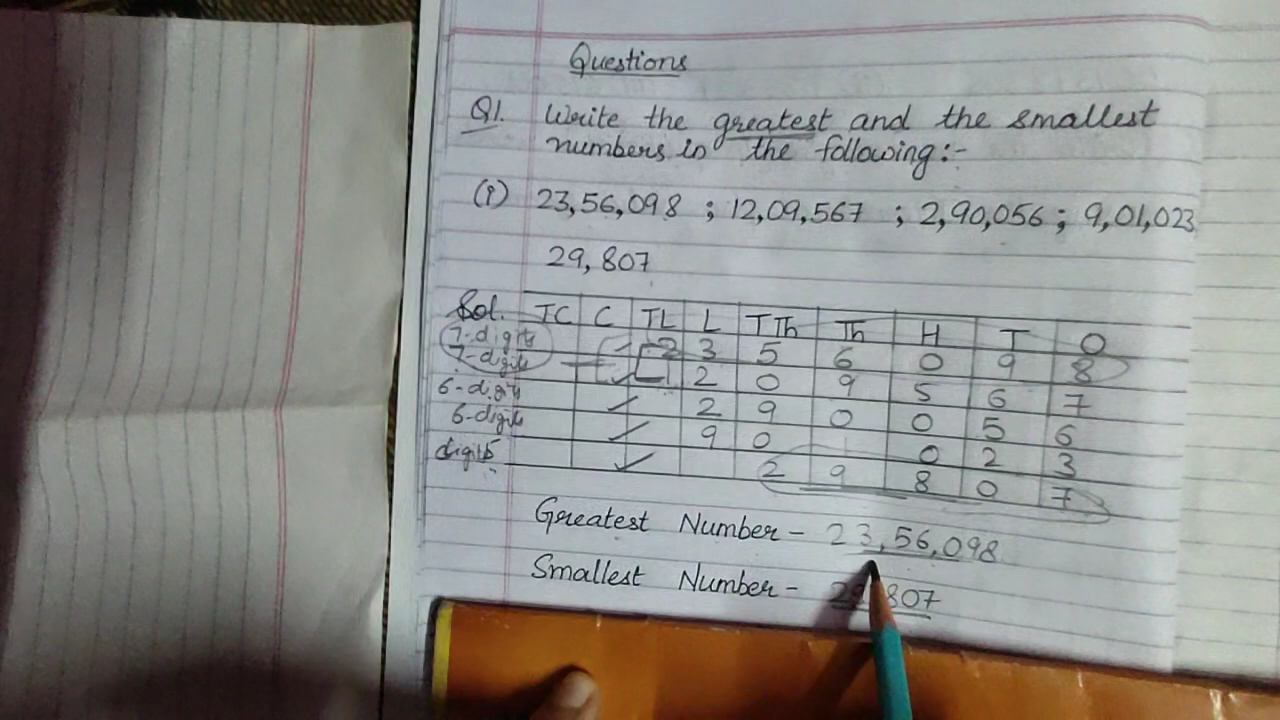 Questions
Q1. Write the greatest and the smallest
numbers in the following:-
(i) 23,56,098 ; 12,09,567 ; 2,90,056 ; 9,01,023
29,807
Sol. TC C TL L T Th Th H T O
7-digits 2 3 5 6 0 9 8
7-digits 1 2 0 9 5 6 7
6-digits 2 9 0 0 5 6
6-digits 9 0 1 0 2 3
digits 2 9 8 0 7
Greatest Number - 23,56,098
Smallest Number - 29,807